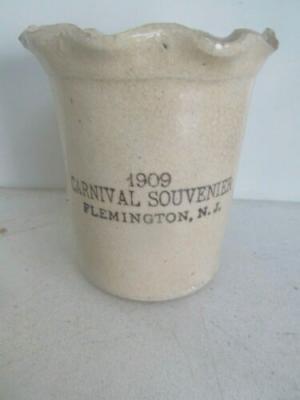 1909
CARNIVAL SOUVENIER
FLEMINGTON, N.J.